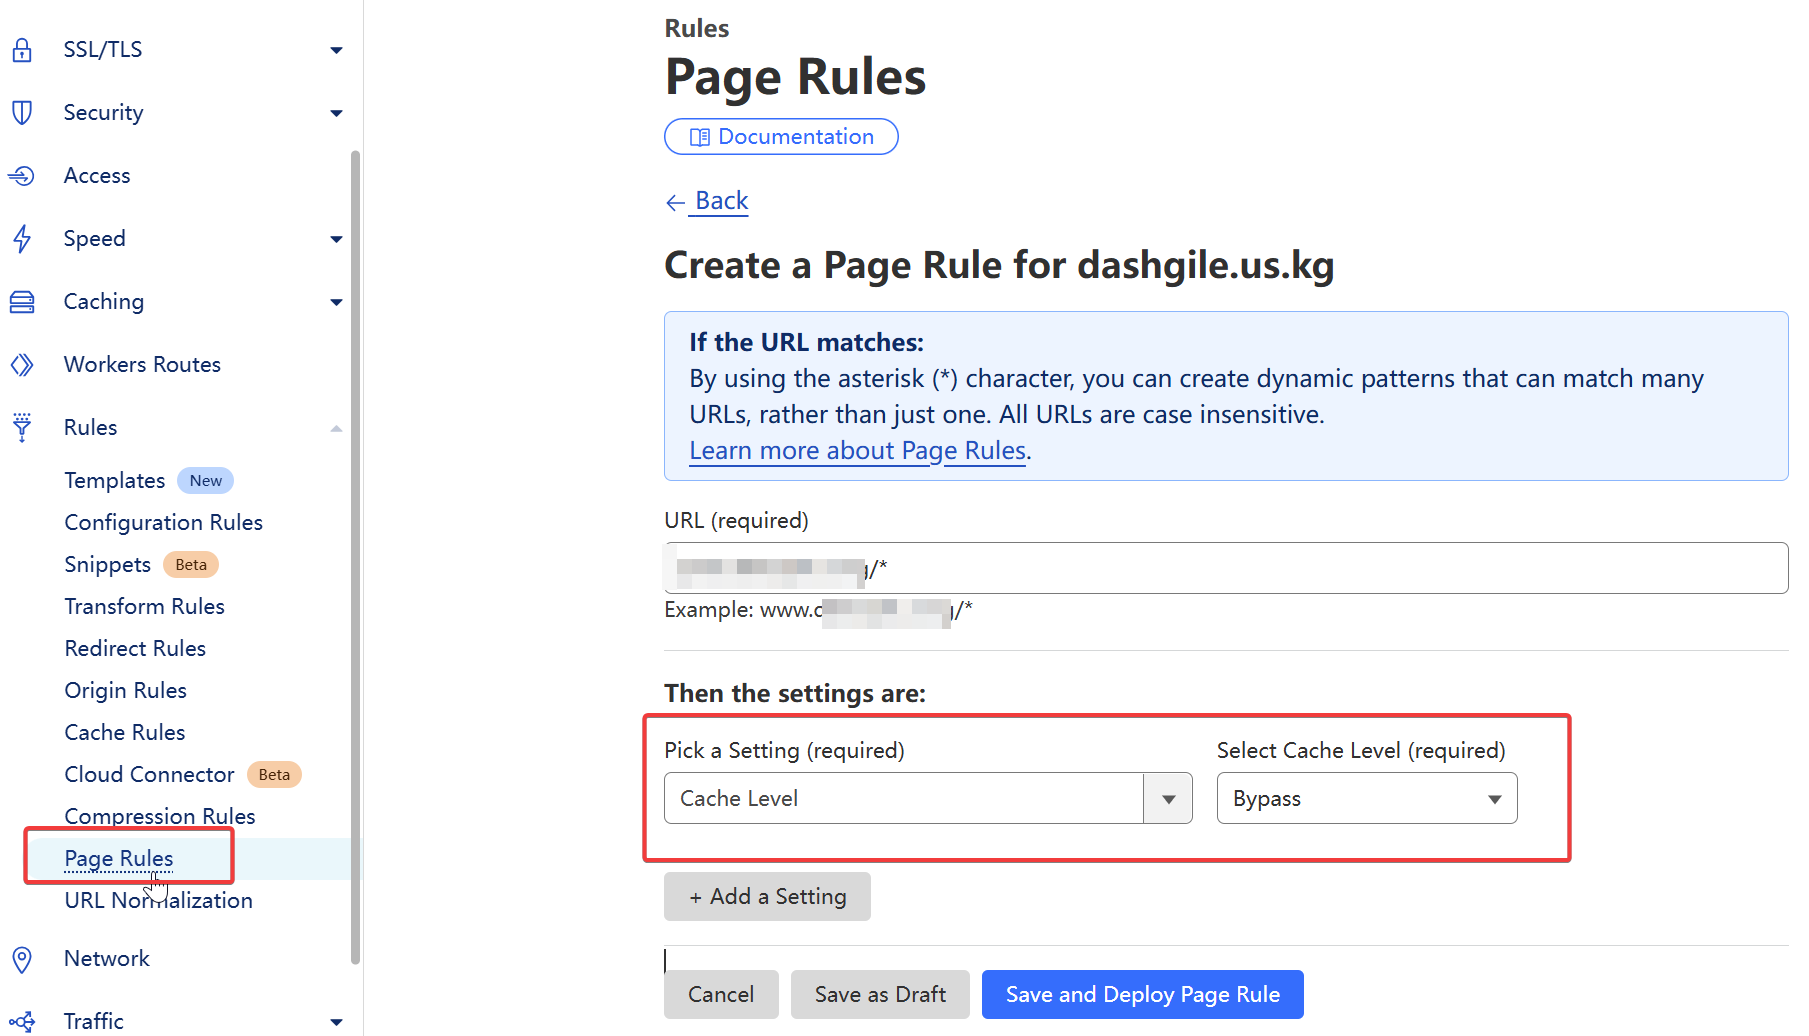 SSL/TLS
Security
Access
Speed
Caching
Workers Routes
Rules
Templates New
Configuration Rules
Snippets Beta
Transform Rules
Redirect Rules
Origin Rules
Cache Rules
Cloud Connector Beta
Compression Rules
Page Rules
URL Normalization
Network
Traffic
Rules
Page Rules
Documentation
← Back
Create a Page Rule for dashgile.us.kg
If the URL matches:
By using the asterisk (*) character, you can create dynamic patterns that can match many
URLs, rather than just one. All URLs are case insensitive.
Learn more about Page Rules.
URL (required)
/*
Example: www. /*
Then the settings are:
Pick a Setting (required) Select Cache Level (required)
Cache Level Bypass
+ Add a Setting
Cancel Save as Draft Save and Deploy Page Rule